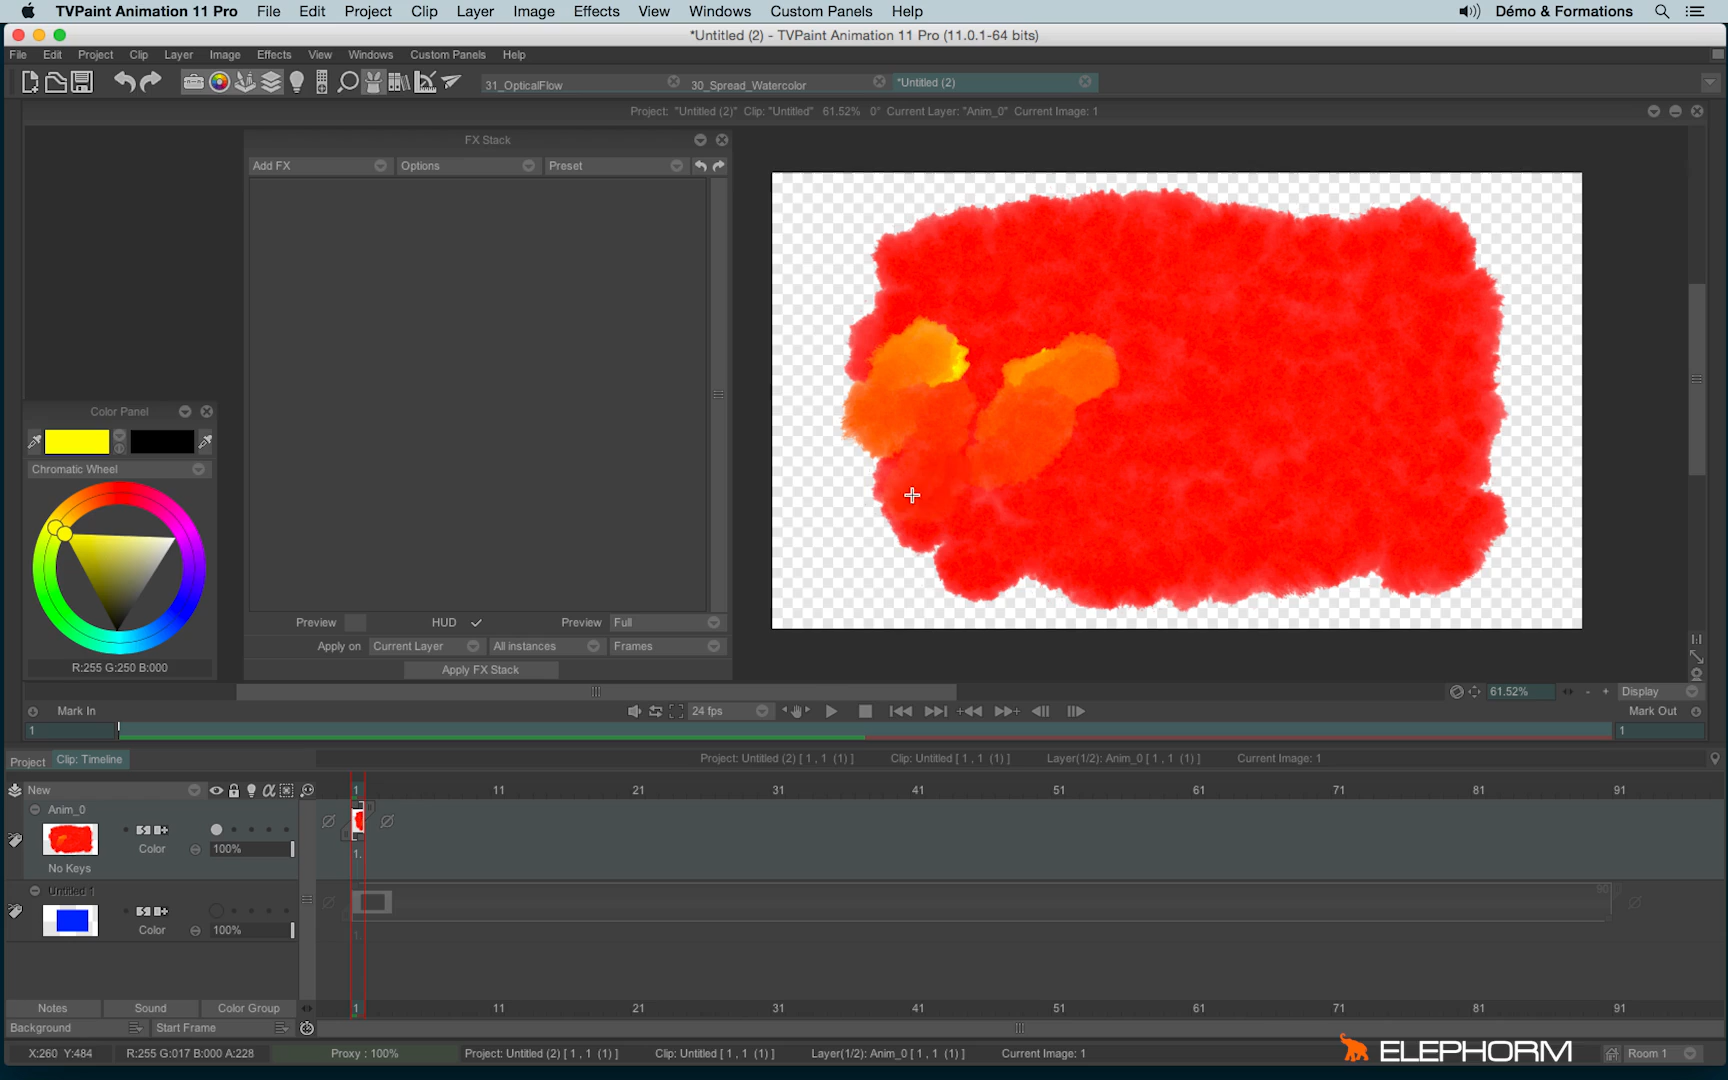 TVPaint Animation 11 Pro File Edit Project Clip Layer Image Effects View Windows Custom Panels Help Démo & Formations
*Untitled (2) - TVPaint Animation 11 Pro (11.0.1-64 bits)
File Edit Project Clip Layer Image Effects View Windows Custom Panels Help
31_OpticalFlow 30_Spread_Watercolor *Untitled (2)
Project: "Untitled (2)" Clip: "Untitled" 61.52% 0° Current Layer: "Anim_0" Current Image: 1
FX Stack
Add FX Options Preset
Color Panel
Chromatic Wheel
R:255 G:250 B:000
Preview HUD Preview Full
Apply on Current Layer All instances Frames
Apply FX Stack
61.52% - + Display
Mark In 24 fps Mark Out
1 1
Project Clip: Timeline Project: Untitled (2) [ 1 , 1 (1) ] Clip: Untitled [ 1 , 1 (1) ] Layer(1/2): Anim_0 [ 1 , 1 (1) ] Current Image: 1
New 1 11 21 31 41 51 61 71 81 91
Anim_0
Color 100% 1.
No Keys
Untitled 1 90
Color 100% 1.
Notes Sound Color Group 1 11 21 31 41 51 61 71 81 91
Background Start Frame
X:260 Y:484 R:255 G:017 B:000 A:228 Proxy : 100% Project: Untitled (2) [ 1 , 1 (1) ] Clip: Untitled [ 1 , 1 (1) ] Layer(1/2): Anim_0 [ 1 , 1 (1) ] Current Image: 1 ELEPHORM Room 1